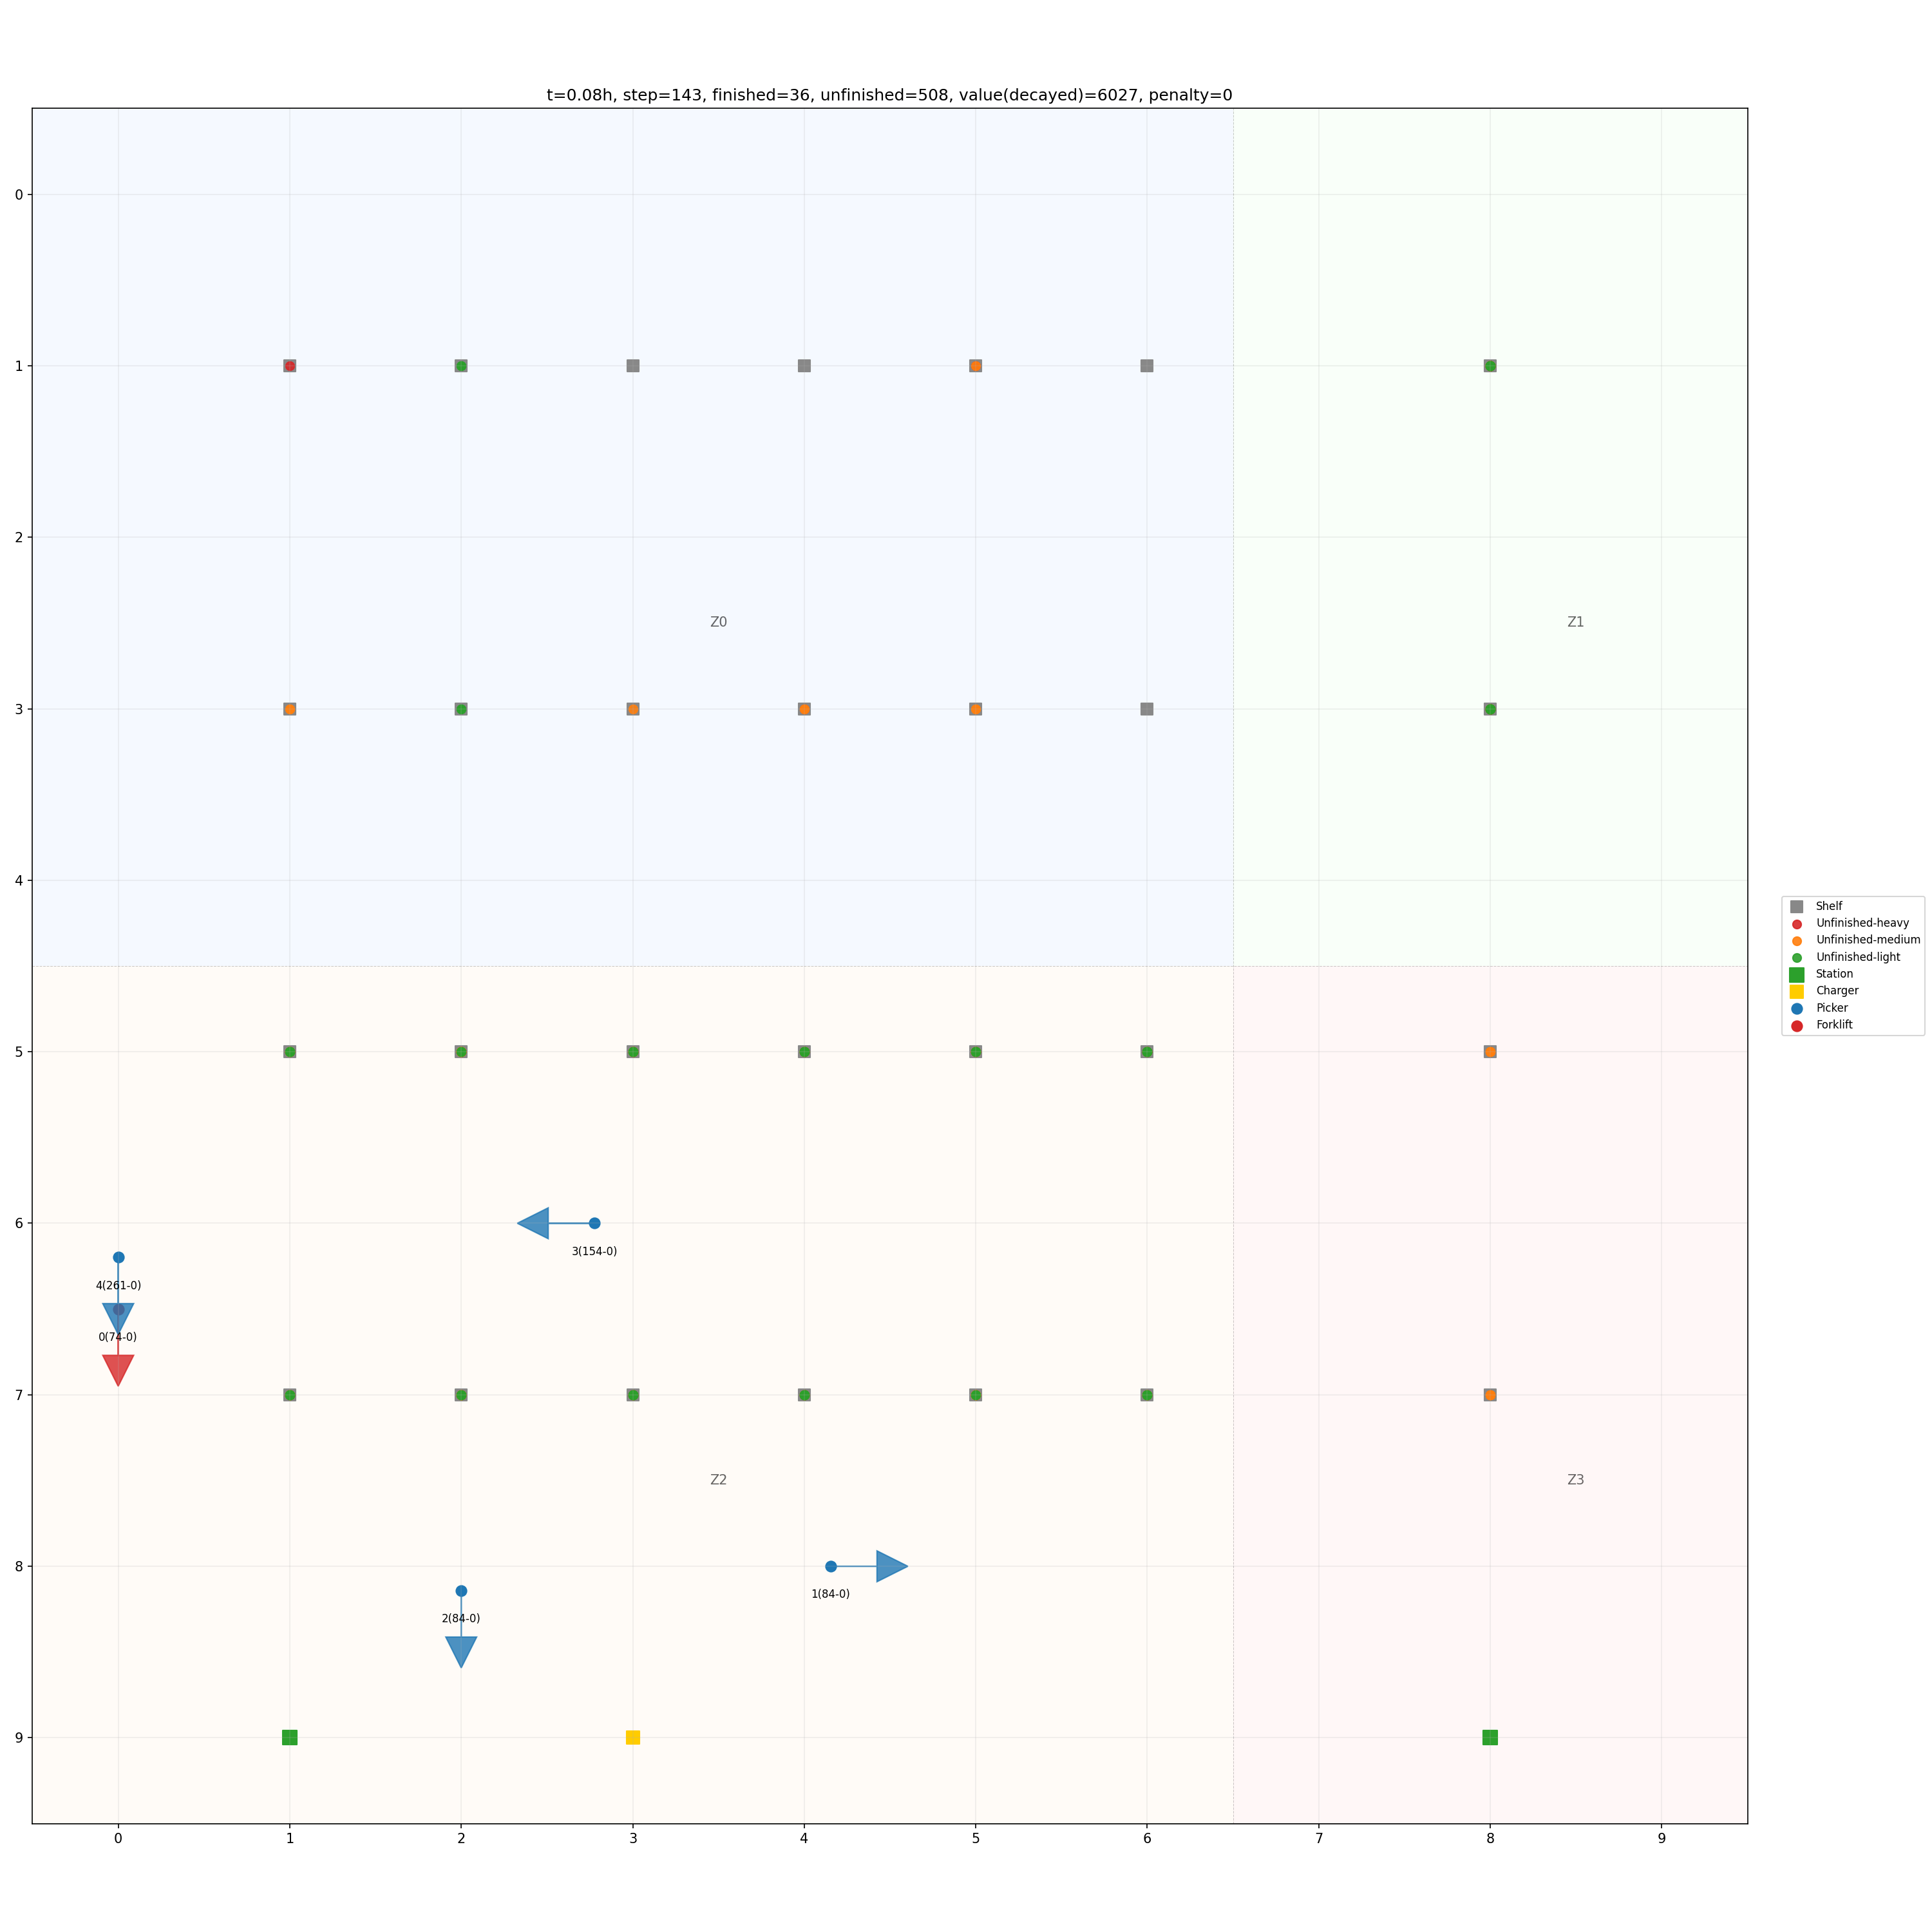 t=0.08h, step=143, finished=36, unfinished=508, value(decayed)=6027, penalty=0
0
1
2
Z0
Z1
3
4
Shelf
Unfinished-heavy
Unfinished-medium
Unfinished-light
Station
Charger
Picker
Forklift
5
6
3(154-0)
4(261-0)
0(74-0)
7
Z2
Z3
8
1(84-0)
2(84-0)
9
0 1 2 3 4 5 6 7 8 9